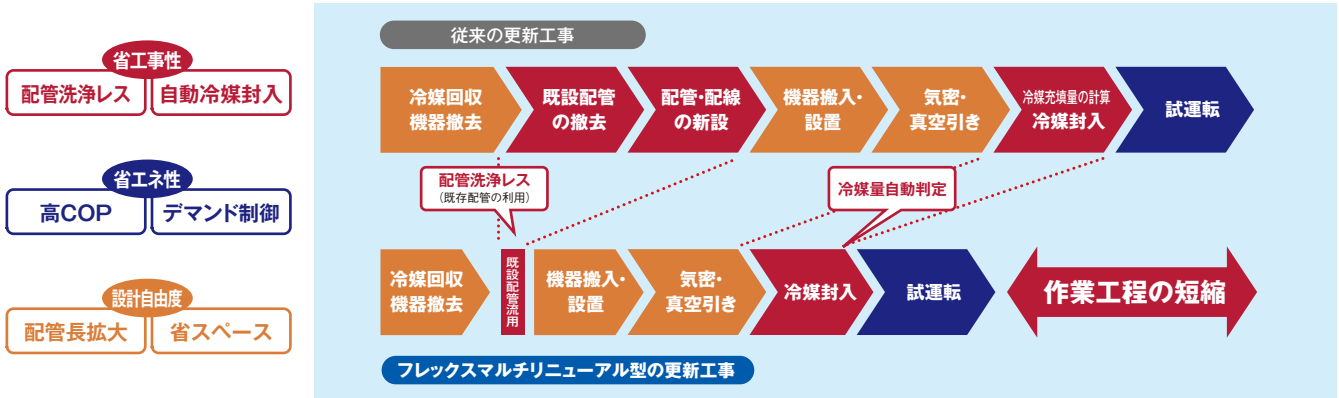 省工事性
配管洗浄レス
自動冷媒封入
省エネ性
高COP
デマンド制御
設計自由度
配管長拡大
省スペース
従来の更新工事
冷媒回収
機器撤去
既設配管
の撤去
配管・配線
の新設
機器搬入・
設置
気密・
真空引き
冷媒充填量の計算
冷媒封入
試運転
配管洗浄レス
(既存配管の利用)
冷媒量自動判定
冷媒回収
機器撤去
既設配管流用
機器搬入・
設置
気密・
真空引き
冷媒封入
試運転
作業工程の短縮
フレックスマルチリニューアル型の更新工事